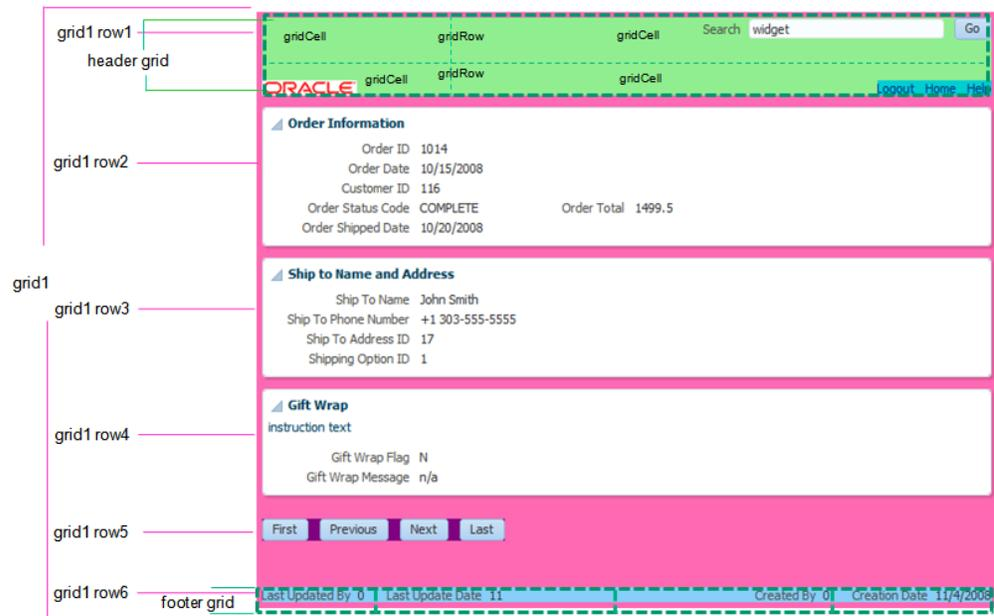 grid1 row1
header grid
gridCell gridRow gridCell Search widget Go
ORACLE gridCell gridRow gridCell Logout Home Help
grid1 row2
Order Information
Order ID 1014
Order Date 10/15/2008
Customer ID 116
Order Status Code COMPLETE Order Total 1499.5
Order Shipped Date 10/20/2008
grid1
grid1 row3
Ship to Name and Address
Ship To Name John Smith
Ship To Phone Number +1 303-555-5555
Ship To Address ID 17
Shipping Option ID 1
grid1 row4
Gift Wrap
instruction text
Gift Wrap Flag N
Gift Wrap Message n/a
grid1 row5
First Previous Next Last
grid1 row6
footer grid
Last Updated By 0 Last Update Date 11 Created By 0 Creation Date 11/4/2008